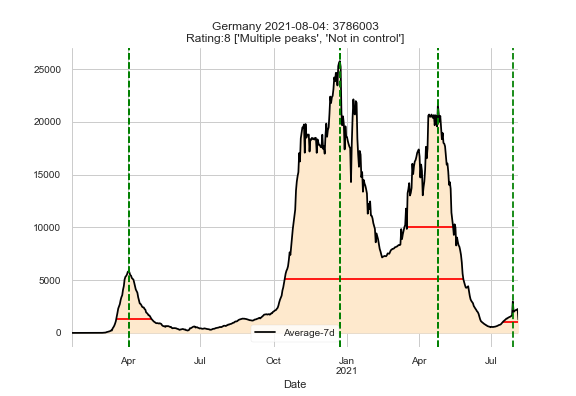 Germany 2021-08-04: 3786003
Rating:8 ['Multiple peaks', 'Not in control']
25000
20000
15000
10000
5000
0
Average-7d
Apr Jul Oct Jan Apr Jul
2021
Date